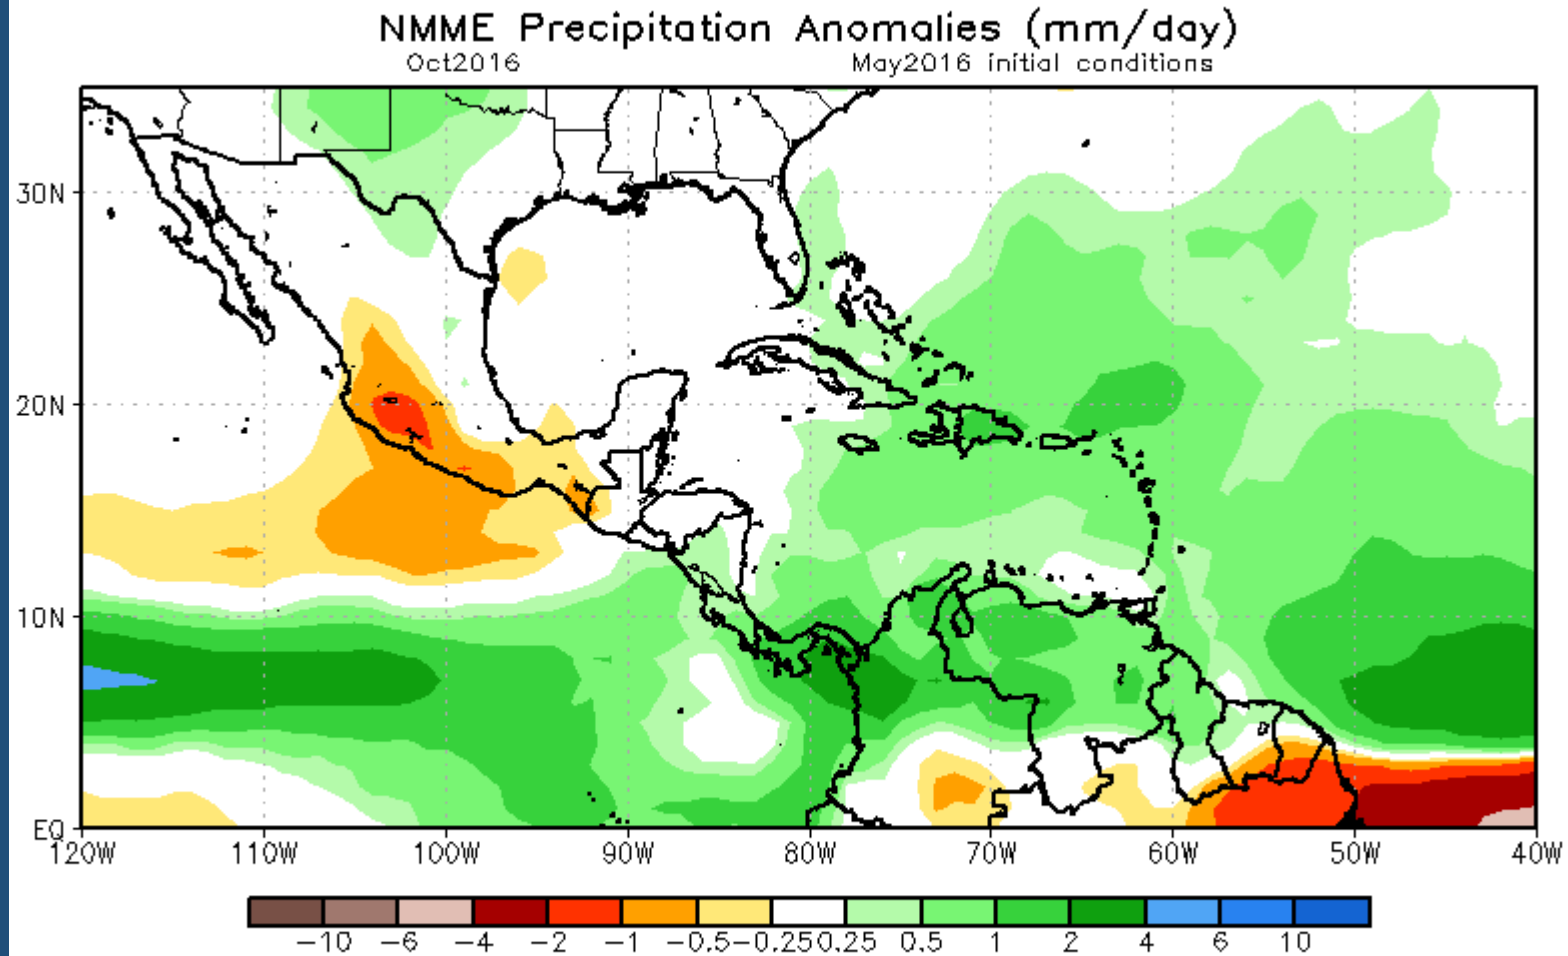 NMME Precipitation Anomalies (mm/day)
Oct2016 May2016 initial conditions
30N
20N
10N
EQ
120W 110W 100W 90W 80W 70W 60W 50W 40W
-10 -6 -4 -2 -1 -0.5 -0.25 0.25 0.5 1 2 4 6 10